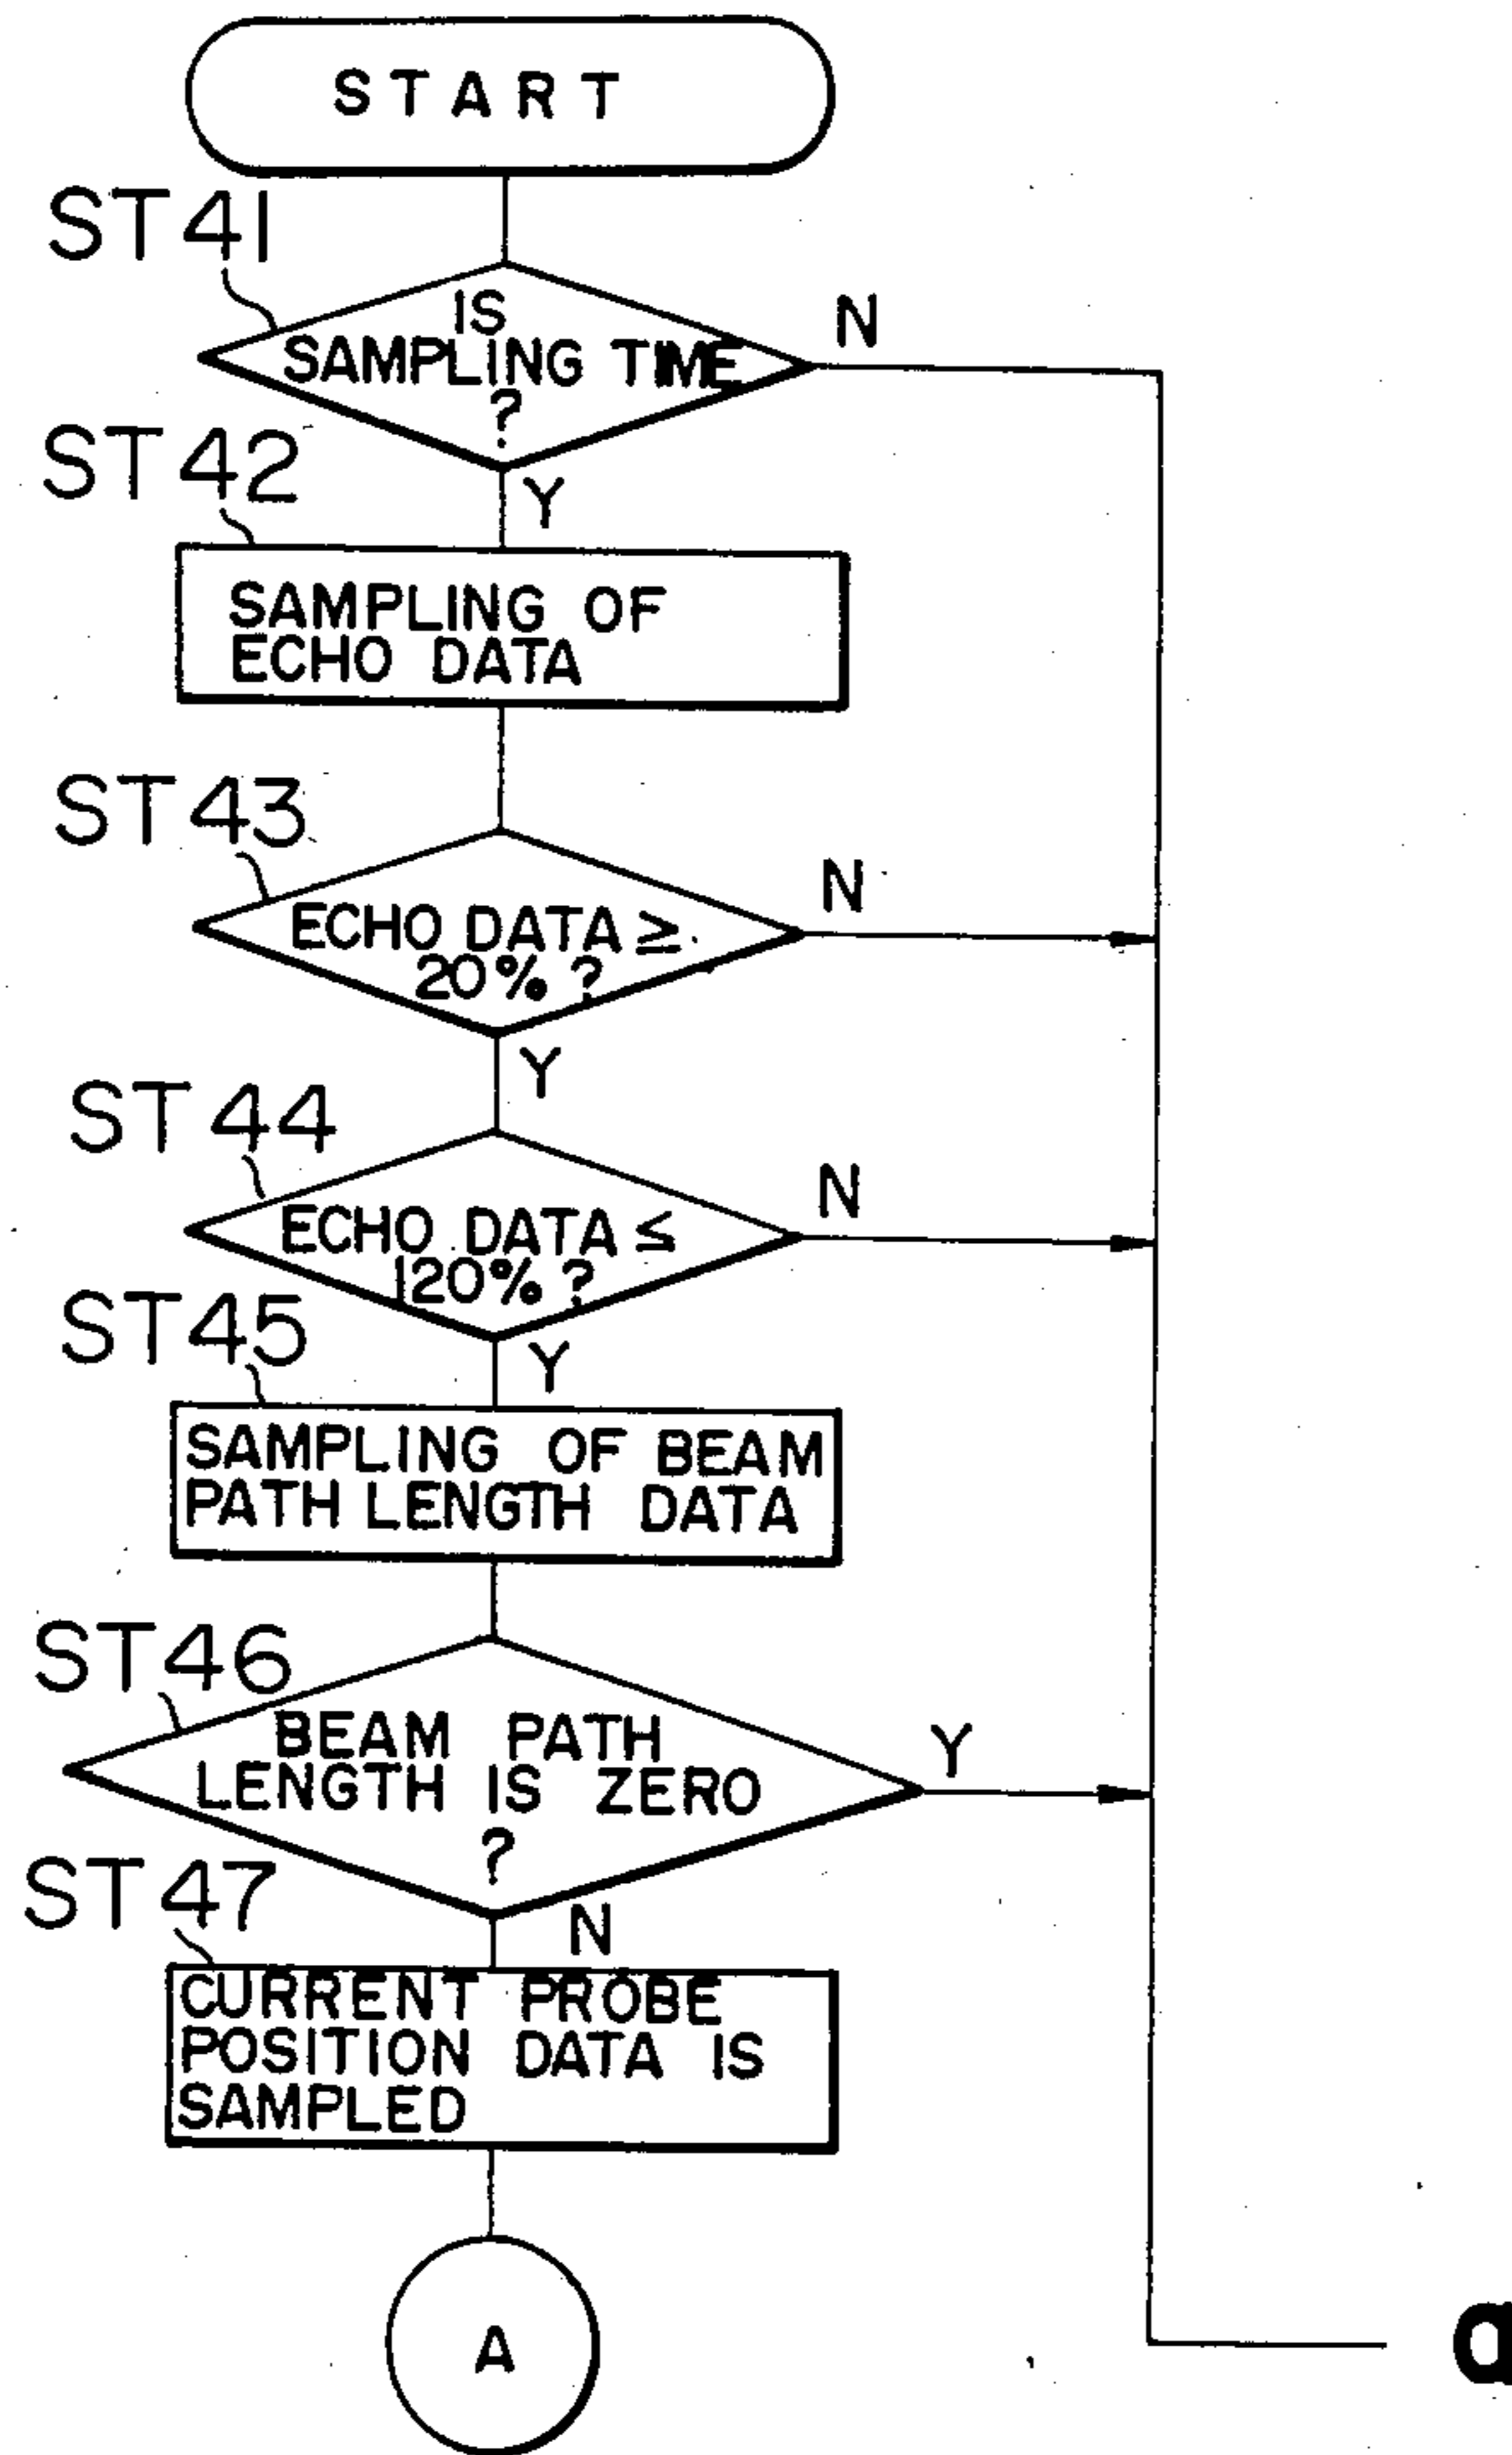 START
ST41
IS
SAMPLING TIME
?
N
Y
ST42
SAMPLING OF
ECHO DATA
ST43
ECHO DATA ≥
20% ?
N
Y
ST44
ECHO DATA ≤
120% ?
N
Y
ST45
SAMPLING OF BEAM
PATH LENGTH DATA
ST46
BEAM PATH
LENGTH IS ZERO
?
Y
N
ST47
CURRENT PROBE
POSITION DATA IS
SAMPLED
A
a